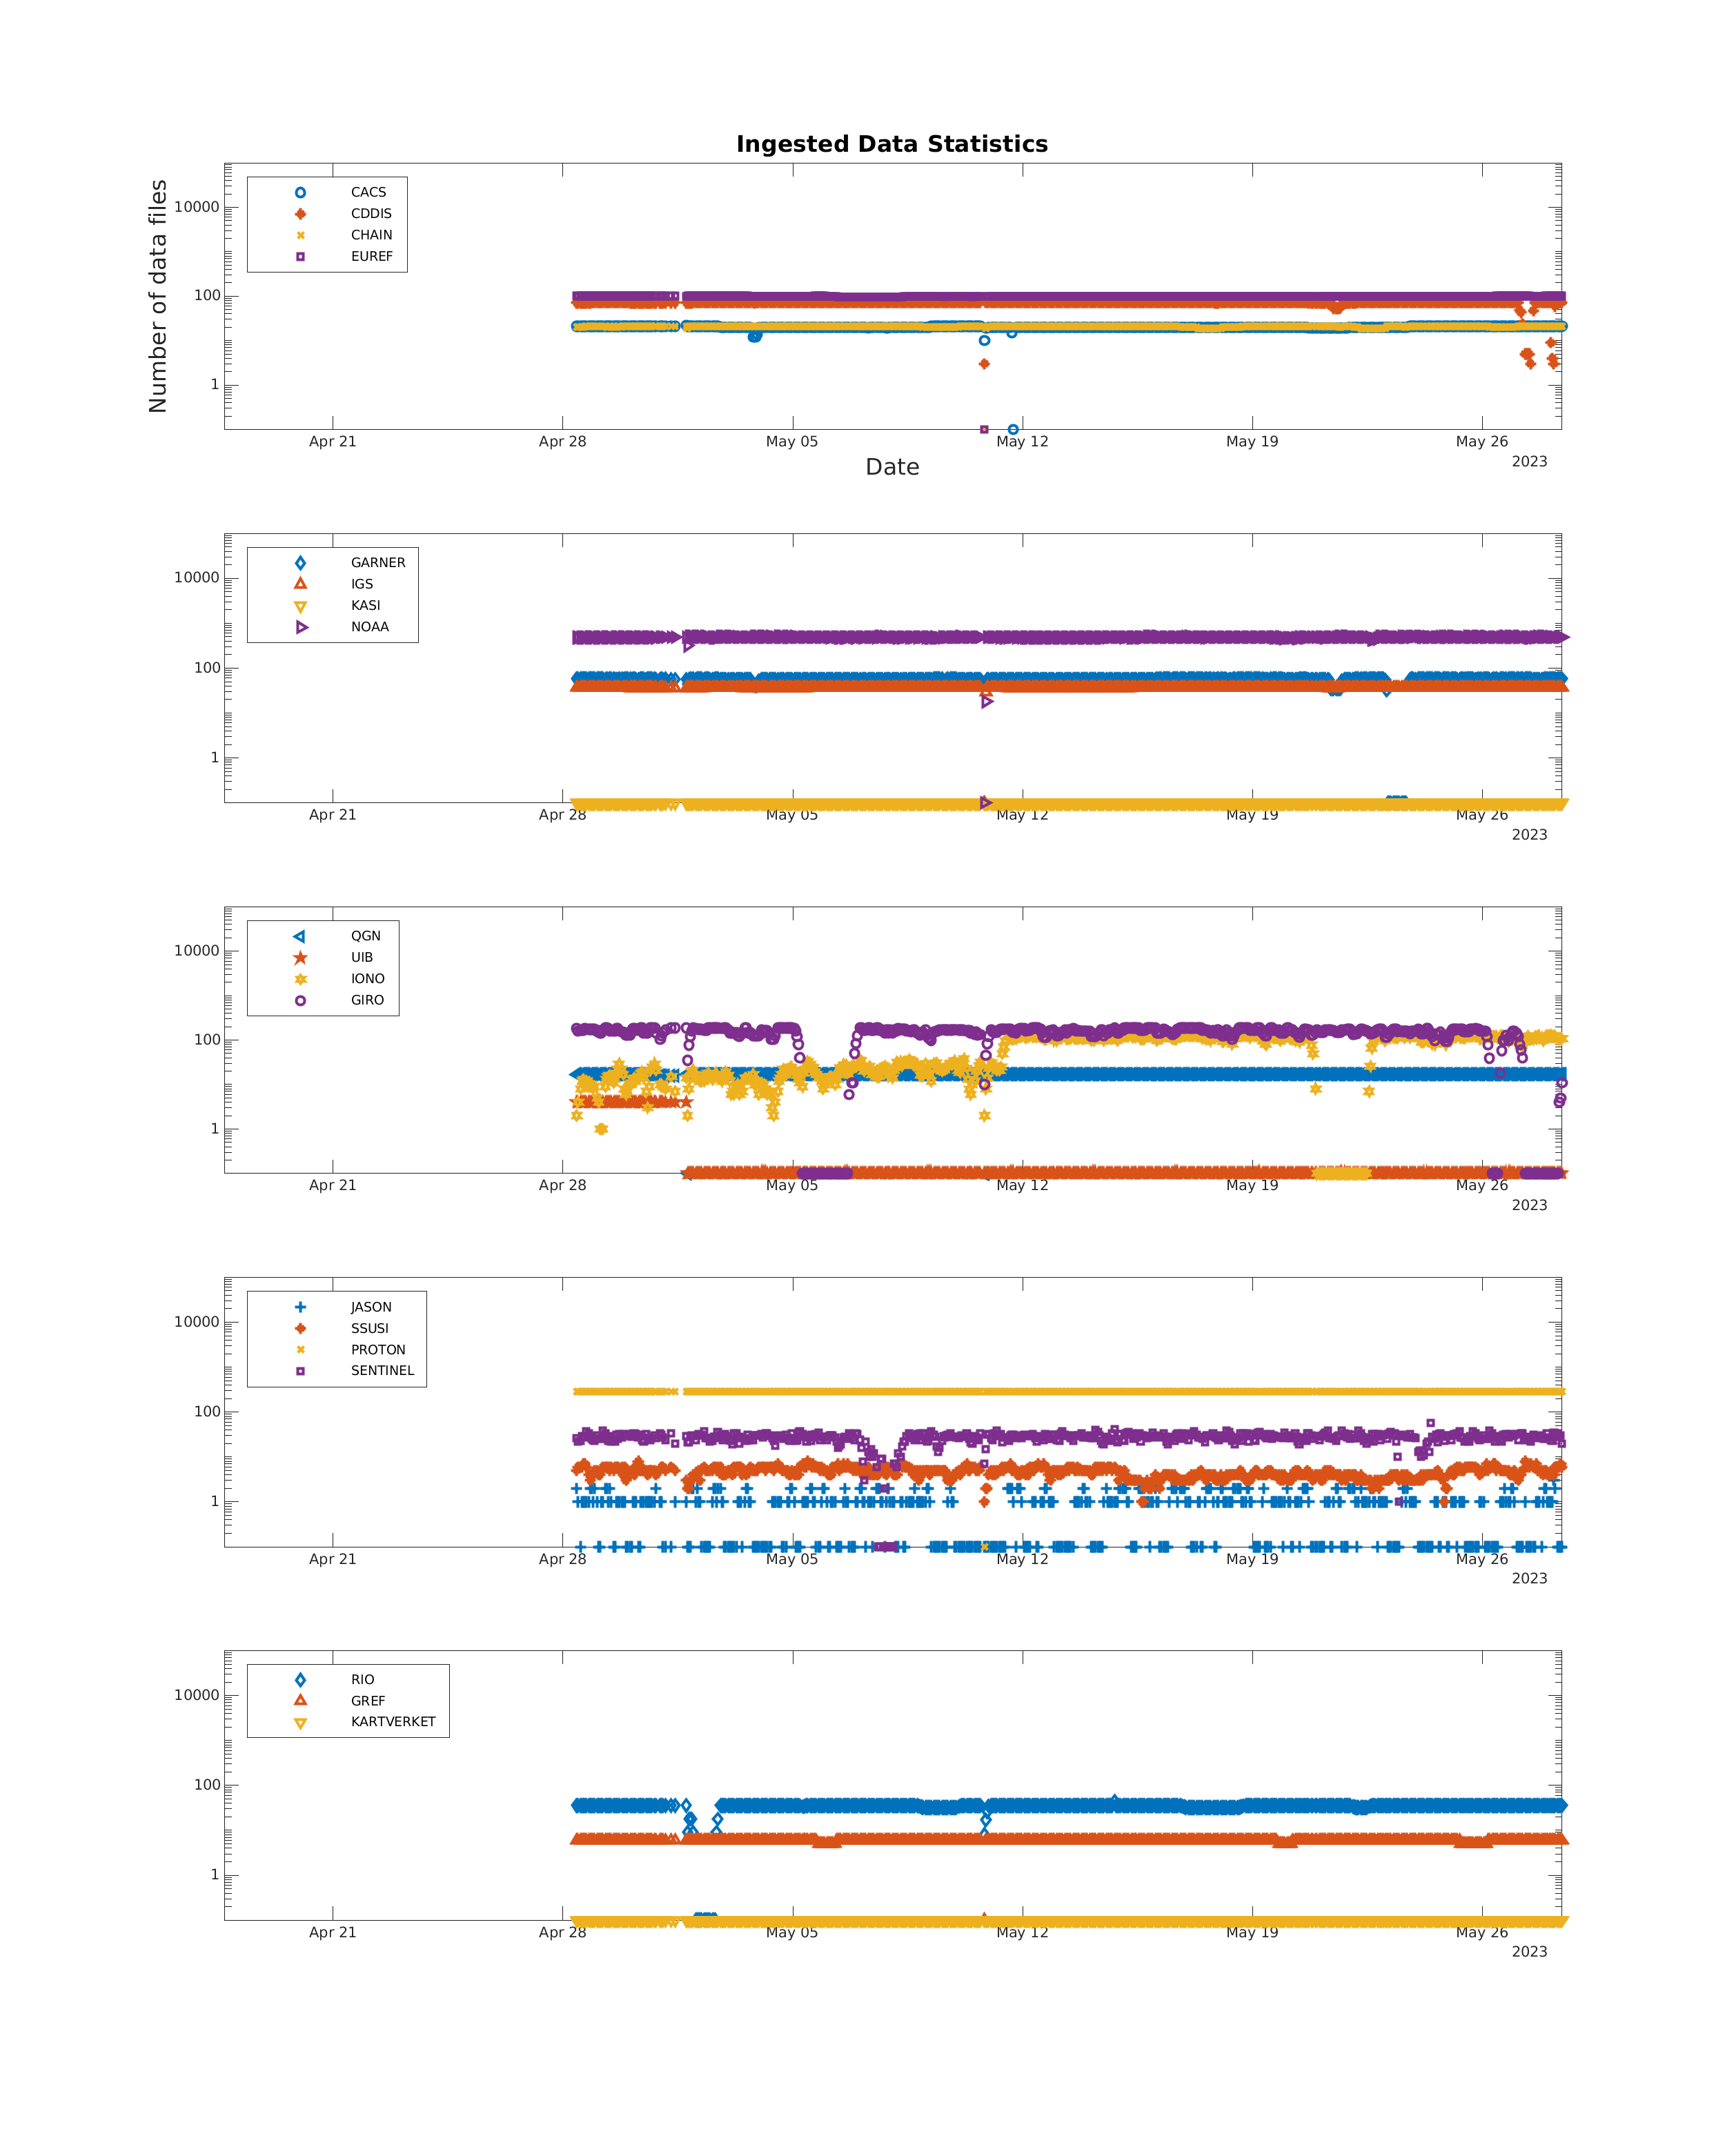 Ingested Data Statistics
Number of data files
10000
100
1
CACS
CDDIS
CHAIN
EUREF
Apr 21 Apr 28 May 05 May 12 May 19 May 26
2023
Date
10000
100
1
GARNER
IGS
KASI
NOAA
Apr 21 Apr 28 May 05 May 12 May 19 May 26
2023
10000
100
1
QGN
UIB
IONO
GIRO
Apr 21 Apr 28 May 05 May 12 May 19 May 26
2023
10000
100
1
JASON
SSUSI
PROTON
SENTINEL
Apr 21 Apr 28 May 05 May 12 May 19 May 26
2023
10000
100
1
RIO
GREF
KARTVERKET
Apr 21 Apr 28 May 05 May 12 May 19 May 26
2023